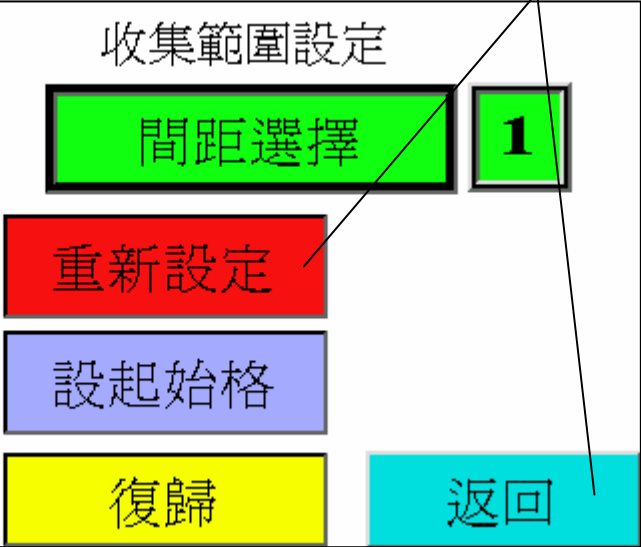 收集範圍設定
間距選擇 1
重新設定
設起始格
復歸 返回